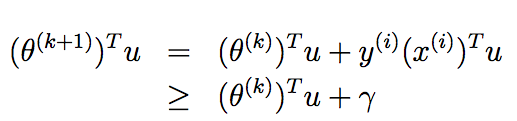 (θ^(k+1))^T u = (θ^(k))^T u + y^(i)(x^(i))^T u
≥ (θ^(k))^T u + γ